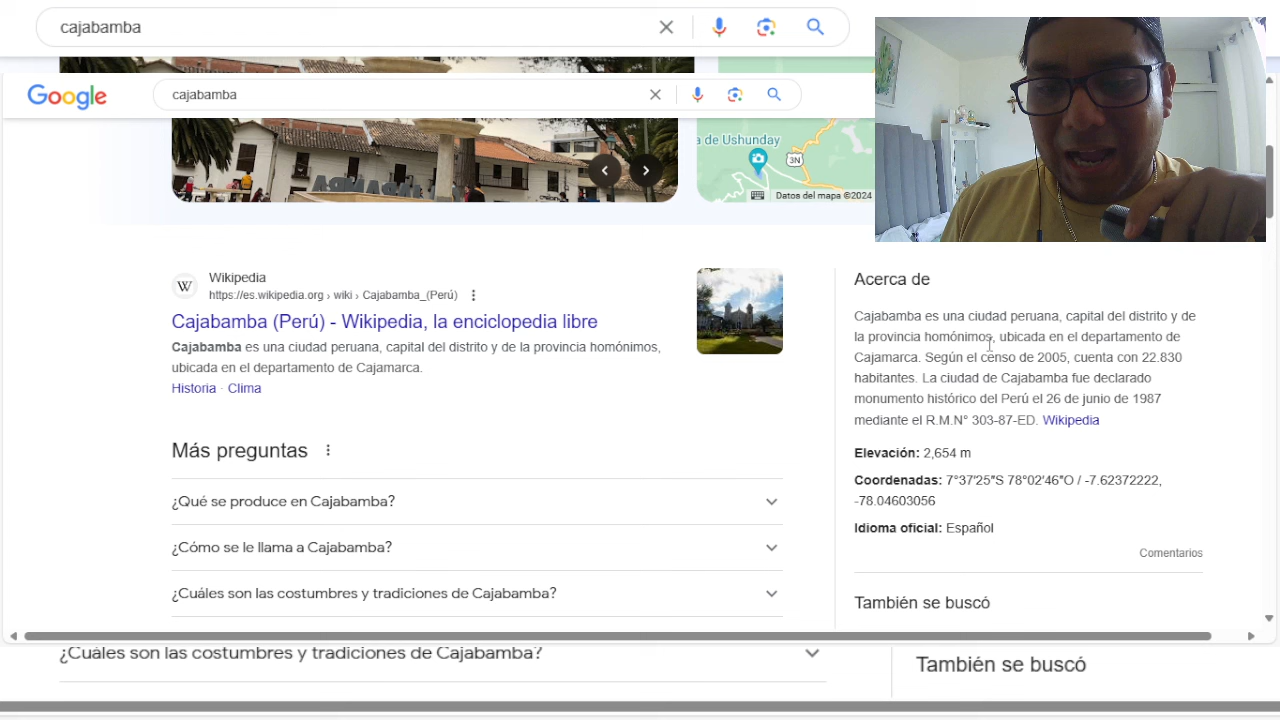 cajabamba
Google
cajabamba
a de Ushunday
3N
Datos del mapa ©2024
W
Wikipedia
https://es.wikipedia.org › wiki › Cajabamba_(Perú)
Cajabamba (Perú) - Wikipedia, la enciclopedia libre
Cajabamba es una ciudad peruana, capital del distrito y de la provincia homónimos,
ubicada en el departamento de Cajamarca.
Historia · Clima
Más preguntas
¿Qué se produce en Cajabamba?
¿Cómo se le llama a Cajabamba?
¿Cuáles son las costumbres y tradiciones de Cajabamba?
Acerca de
Cajabamba es una ciudad peruana, capital del distrito y de
la provincia homónimos, ubicada en el departamento de
Cajamarca. Según el censo de 2005, cuenta con 22.830
habitantes. La ciudad de Cajabamba fue declarado
monumento histórico del Perú el 26 de junio de 1987
mediante el R.M.N° 303-87-ED. Wikipedia
Elevación: 2,654 m
Coordenadas: 7°37′25″S 78°02′46″O / -7.62372222,
-78.04603056
Idioma oficial: Español
Comentarios
También se buscó
¿Cuáles son las costumbres y tradiciones de Cajabamba?
También se buscó